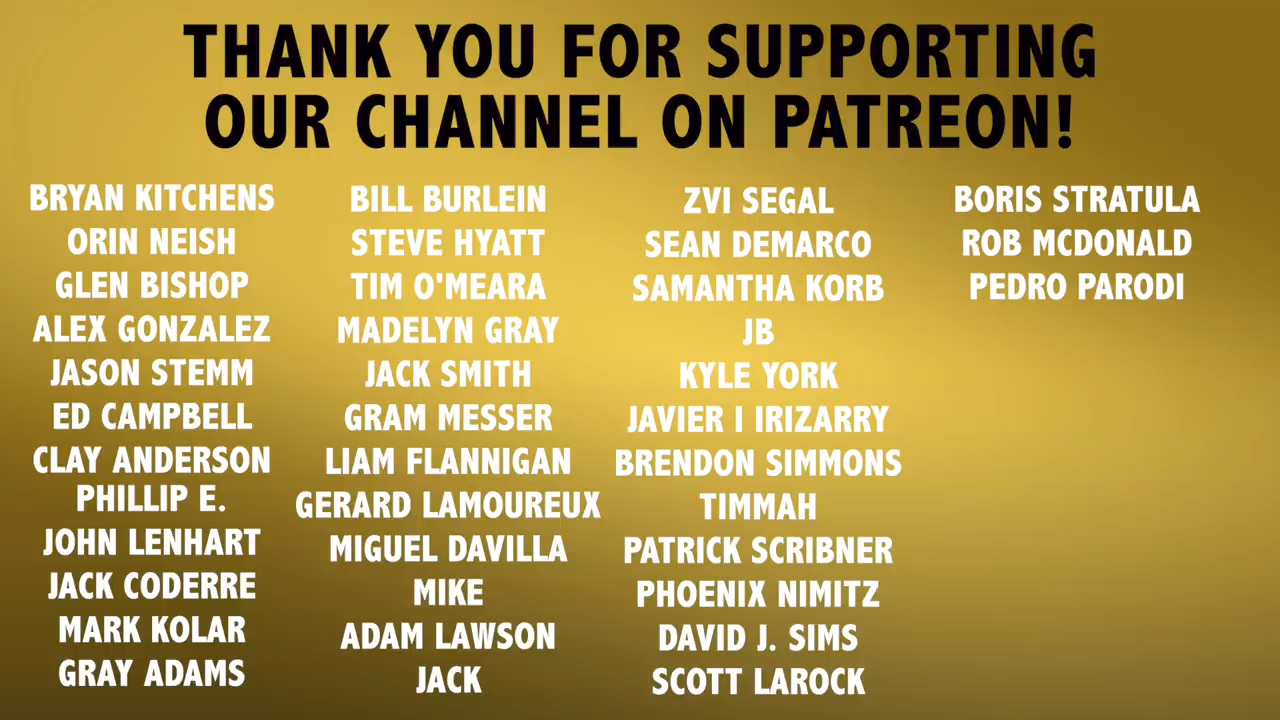 THANK YOU FOR SUPPORTING
OUR CHANNEL ON PATREON!
BRYAN KITCHENS
ORIN NEISH
GLEN BISHOP
ALEX GONZALEZ
JASON STEMM
ED CAMPBELL
CLAY ANDERSON
PHILLIP E.
JOHN LENHART
JACK CODERRE
MARK KOLAR
GRAY ADAMS
BILL BURLEIN
STEVE HYATT
TIM O'MEARA
MADELYN GRAY
JACK SMITH
GRAM MESSER
LIAM FLANNIGAN
GERARD LAMOUREUX
MIGUEL DAVILLA
MIKE
ADAM LAWSON
JACK
ZVI SEGAL
SEAN DEMARCO
SAMANTHA KORB
JB
KYLE YORK
JAVIER I IRIZARRY
BRENDON SIMMONS
TIMMAH
PATRICK SCRIBNER
PHOENIX NIMITZ
DAVID J. SIMS
SCOTT LAROCK
BORIS STRATULA
ROB MCDONALD
PEDRO PARODI